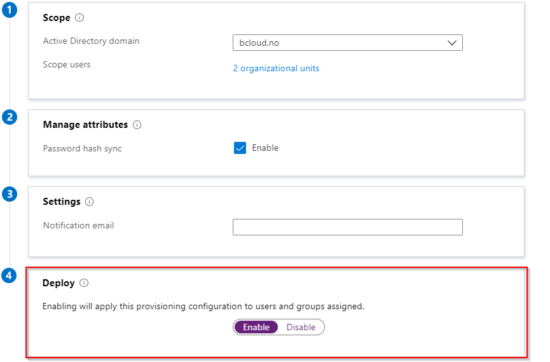 1
Scope
Active Directory domain
bcloud.no
Scope users
2 organizational units
2
Manage attributes
Password hash sync
Enable
3
Settings
Notification email
4
Deploy
Enabling will apply this provisioning configuration to users and groups assigned.
Enable Disable